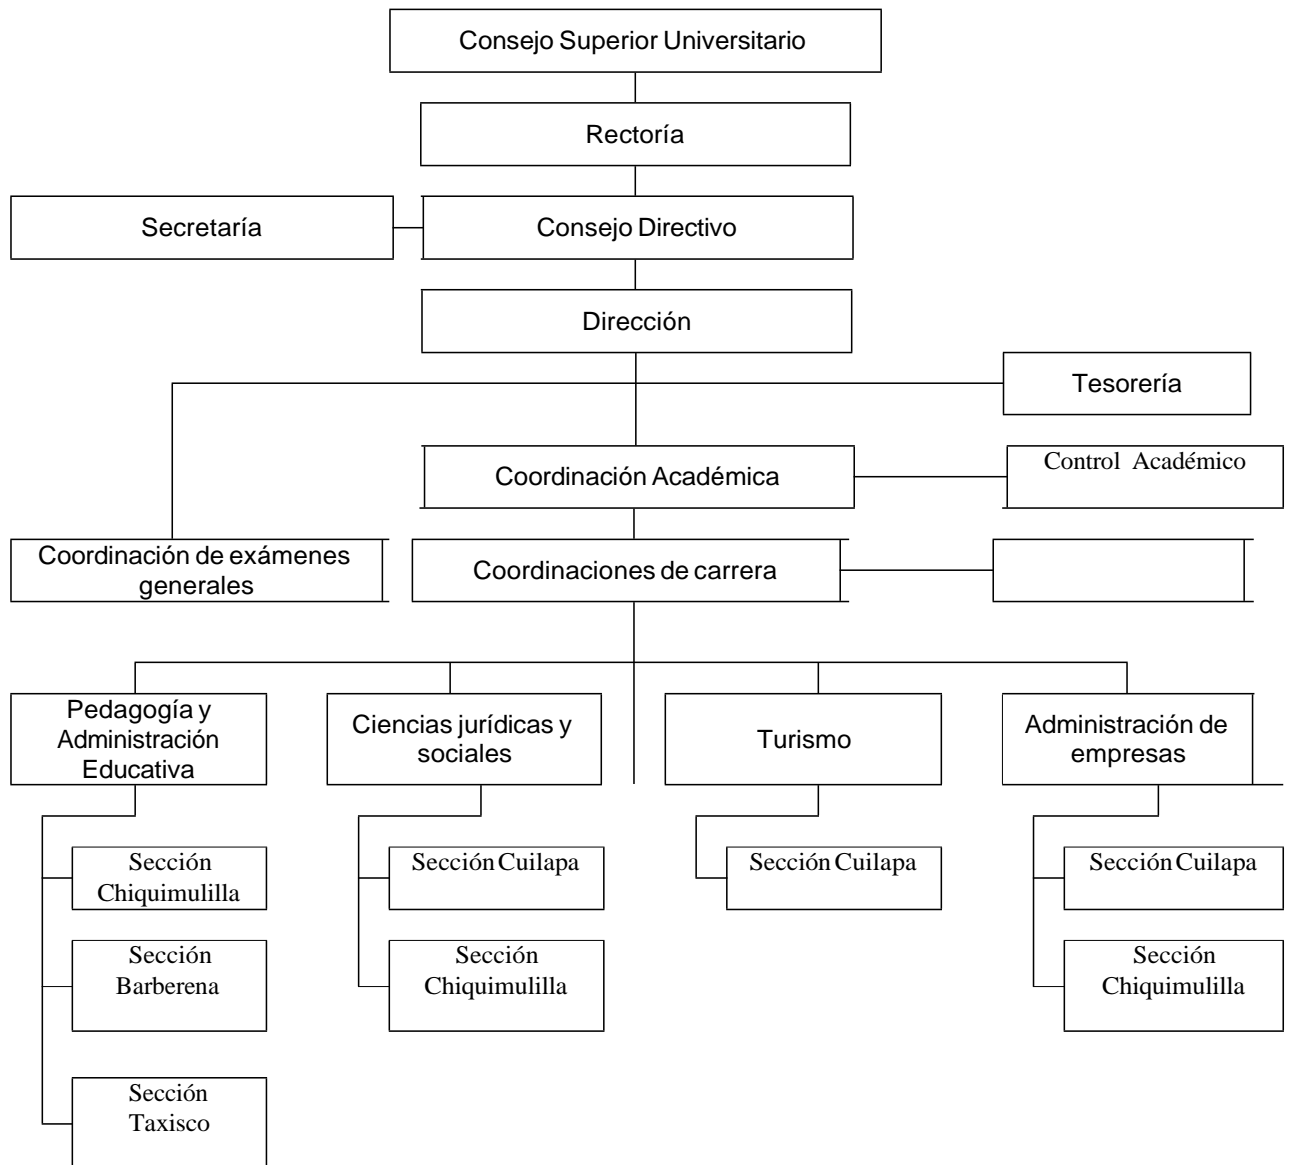 Consejo Superior Universitario
Rectoría
Secretaría
Consejo Directivo
Dirección
Tesorería
Coordinación Académica
Control Académico
Coordinación de exámenes
generales
Coordinaciones de carrera
Pedagogía y
Administración
Educativa
Ciencias jurídicas y
sociales
Turismo
Administración de
empresas
Sección
Chiquimulilla
Sección Cuilapa
Sección Cuilapa
Sección Cuilapa
Sección
Barberena
Sección
Chiquimulilla
Sección
Chiquimulilla
Sección
Taxisco